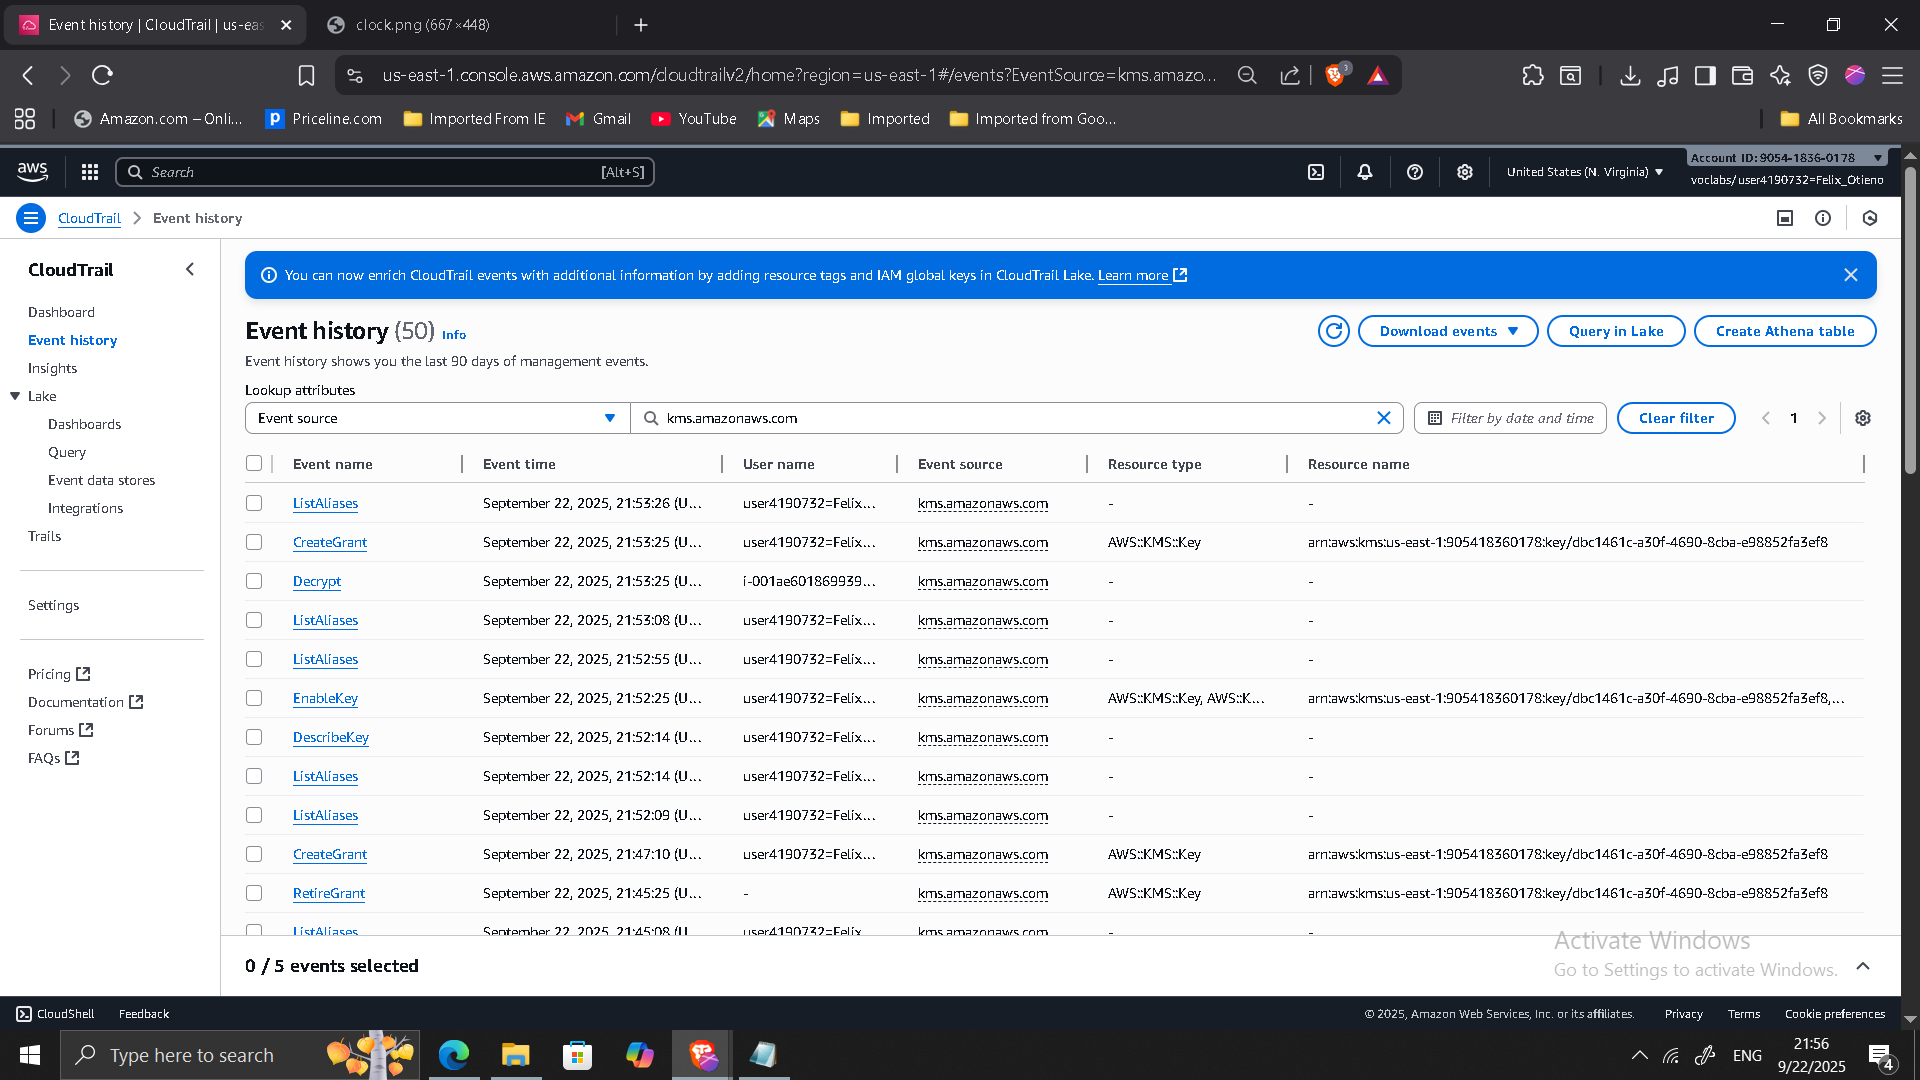 Event history | CloudTrail | us-eas
clock.png (667×448)
us-east-1.console.aws.amazon.com/cloudtrailv2/home?region=us-east-1#/events?EventSource=kms.amazo...
3
Amazon.com – Onli...
Priceline.com
Imported From IE
Gmail
YouTube
Maps
Imported
Imported from Goo...
All Bookmarks
aws
Search
[Alt+S]
United States (N. Virginia)
Account ID: 9054-1836-0178
voclabs/user4190732=Felix_Otieno
CloudTrail
Event history
CloudTrail
Dashboard
Event history
Insights
Lake
Dashboards
Query
Event data stores
Integrations
Trails
Settings
Pricing
Documentation
Forums
FAQs
You can now enrich CloudTrail events with additional information by adding resource tags and IAM global keys in CloudTrail Lake. Learn more
Event history (50) Info
Download events
Query in Lake
Create Athena table
Event history shows you the last 90 days of management events.
Lookup attributes
Event source
kms.amazonaws.com
Filter by date and time
Clear filter
1
Event name Event time User name Event source Resource type Resource name
ListAliases September 22, 2025, 21:53:26 (U... user4190732=Felix... kms.amazonaws.com - -
CreateGrant September 22, 2025, 21:53:25 (U... user4190732=Felix... kms.amazonaws.com AWS::KMS::Key arn:aws:kms:us-east-1:905418360178:key/dbc1461c-a30f-4690-8cba-e98852fa3ef8
Decrypt September 22, 2025, 21:53:25 (U... i-001ae601869939... kms.amazonaws.com - -
ListAliases September 22, 2025, 21:53:08 (U... user4190732=Felix... kms.amazonaws.com - -
ListAliases September 22, 2025, 21:52:55 (U... user4190732=Felix... kms.amazonaws.com - -
EnableKey September 22, 2025, 21:52:25 (U... user4190732=Felix... kms.amazonaws.com AWS::KMS::Key, AWS::K... arn:aws:kms:us-east-1:905418360178:key/dbc1461c-a30f-4690-8cba-e98852fa3ef8,...
DescribeKey September 22, 2025, 21:52:14 (U... user4190732=Felix... kms.amazonaws.com - -
ListAliases September 22, 2025, 21:52:14 (U... user4190732=Felix... kms.amazonaws.com - -
ListAliases September 22, 2025, 21:52:09 (U... user4190732=Felix... kms.amazonaws.com - -
CreateGrant September 22, 2025, 21:47:10 (U... user4190732=Felix... kms.amazonaws.com AWS::KMS::Key arn:aws:kms:us-east-1:905418360178:key/dbc1461c-a30f-4690-8cba-e98852fa3ef8
RetireGrant September 22, 2025, 21:45:25 (U... - kms.amazonaws.com AWS::KMS::Key arn:aws:kms:us-east-1:905418360178:key/dbc1461c-a30f-4690-8cba-e98852fa3ef8
ListAliases September 22, 2025, 21:45:08 (U... user4190732=Felix... kms.amazonaws.com - -
0 / 5 events selected
Activate Windows
Go to Settings to activate Windows.
CloudShell
Feedback
© 2025, Amazon Web Services, Inc. or its affiliates.
Privacy
Terms
Cookie preferences
Type here to search
ENG
21:56
9/22/2025
4